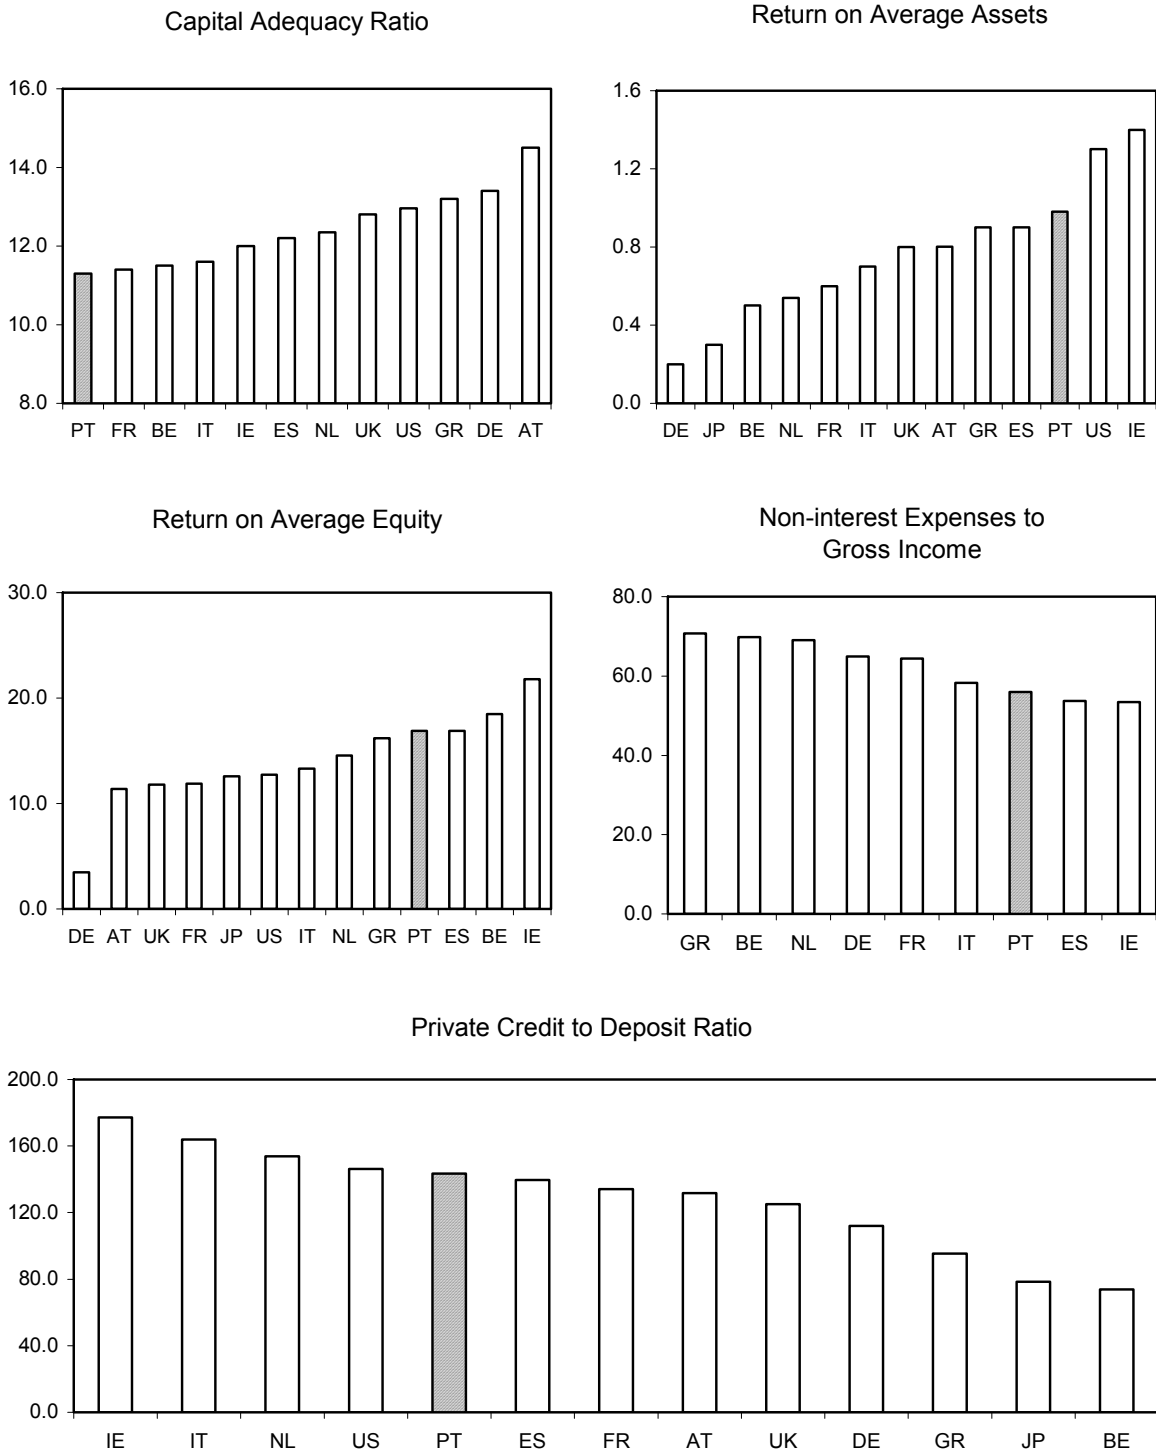 Capital Adequacy Ratio
16.0
14.0
12.0
10.0
8.0
PT FR BE IT IE ES NL UK US GR DE AT
Return on Average Assets
1.6
1.2
0.8
0.4
0.0
DE JP BE NL FR IT UK AT GR ES PT US IE
Return on Average Equity
30.0
20.0
10.0
0.0
DE AT UK FR JP US IT NL GR PT ES BE IE
Non-interest Expenses to
Gross Income
80.0
60.0
40.0
20.0
0.0
GR BE NL DE FR IT PT ES IE
Private Credit to Deposit Ratio
200.0
160.0
120.0
80.0
40.0
0.0
IE IT NL US PT ES FR AT UK DE GR JP BE